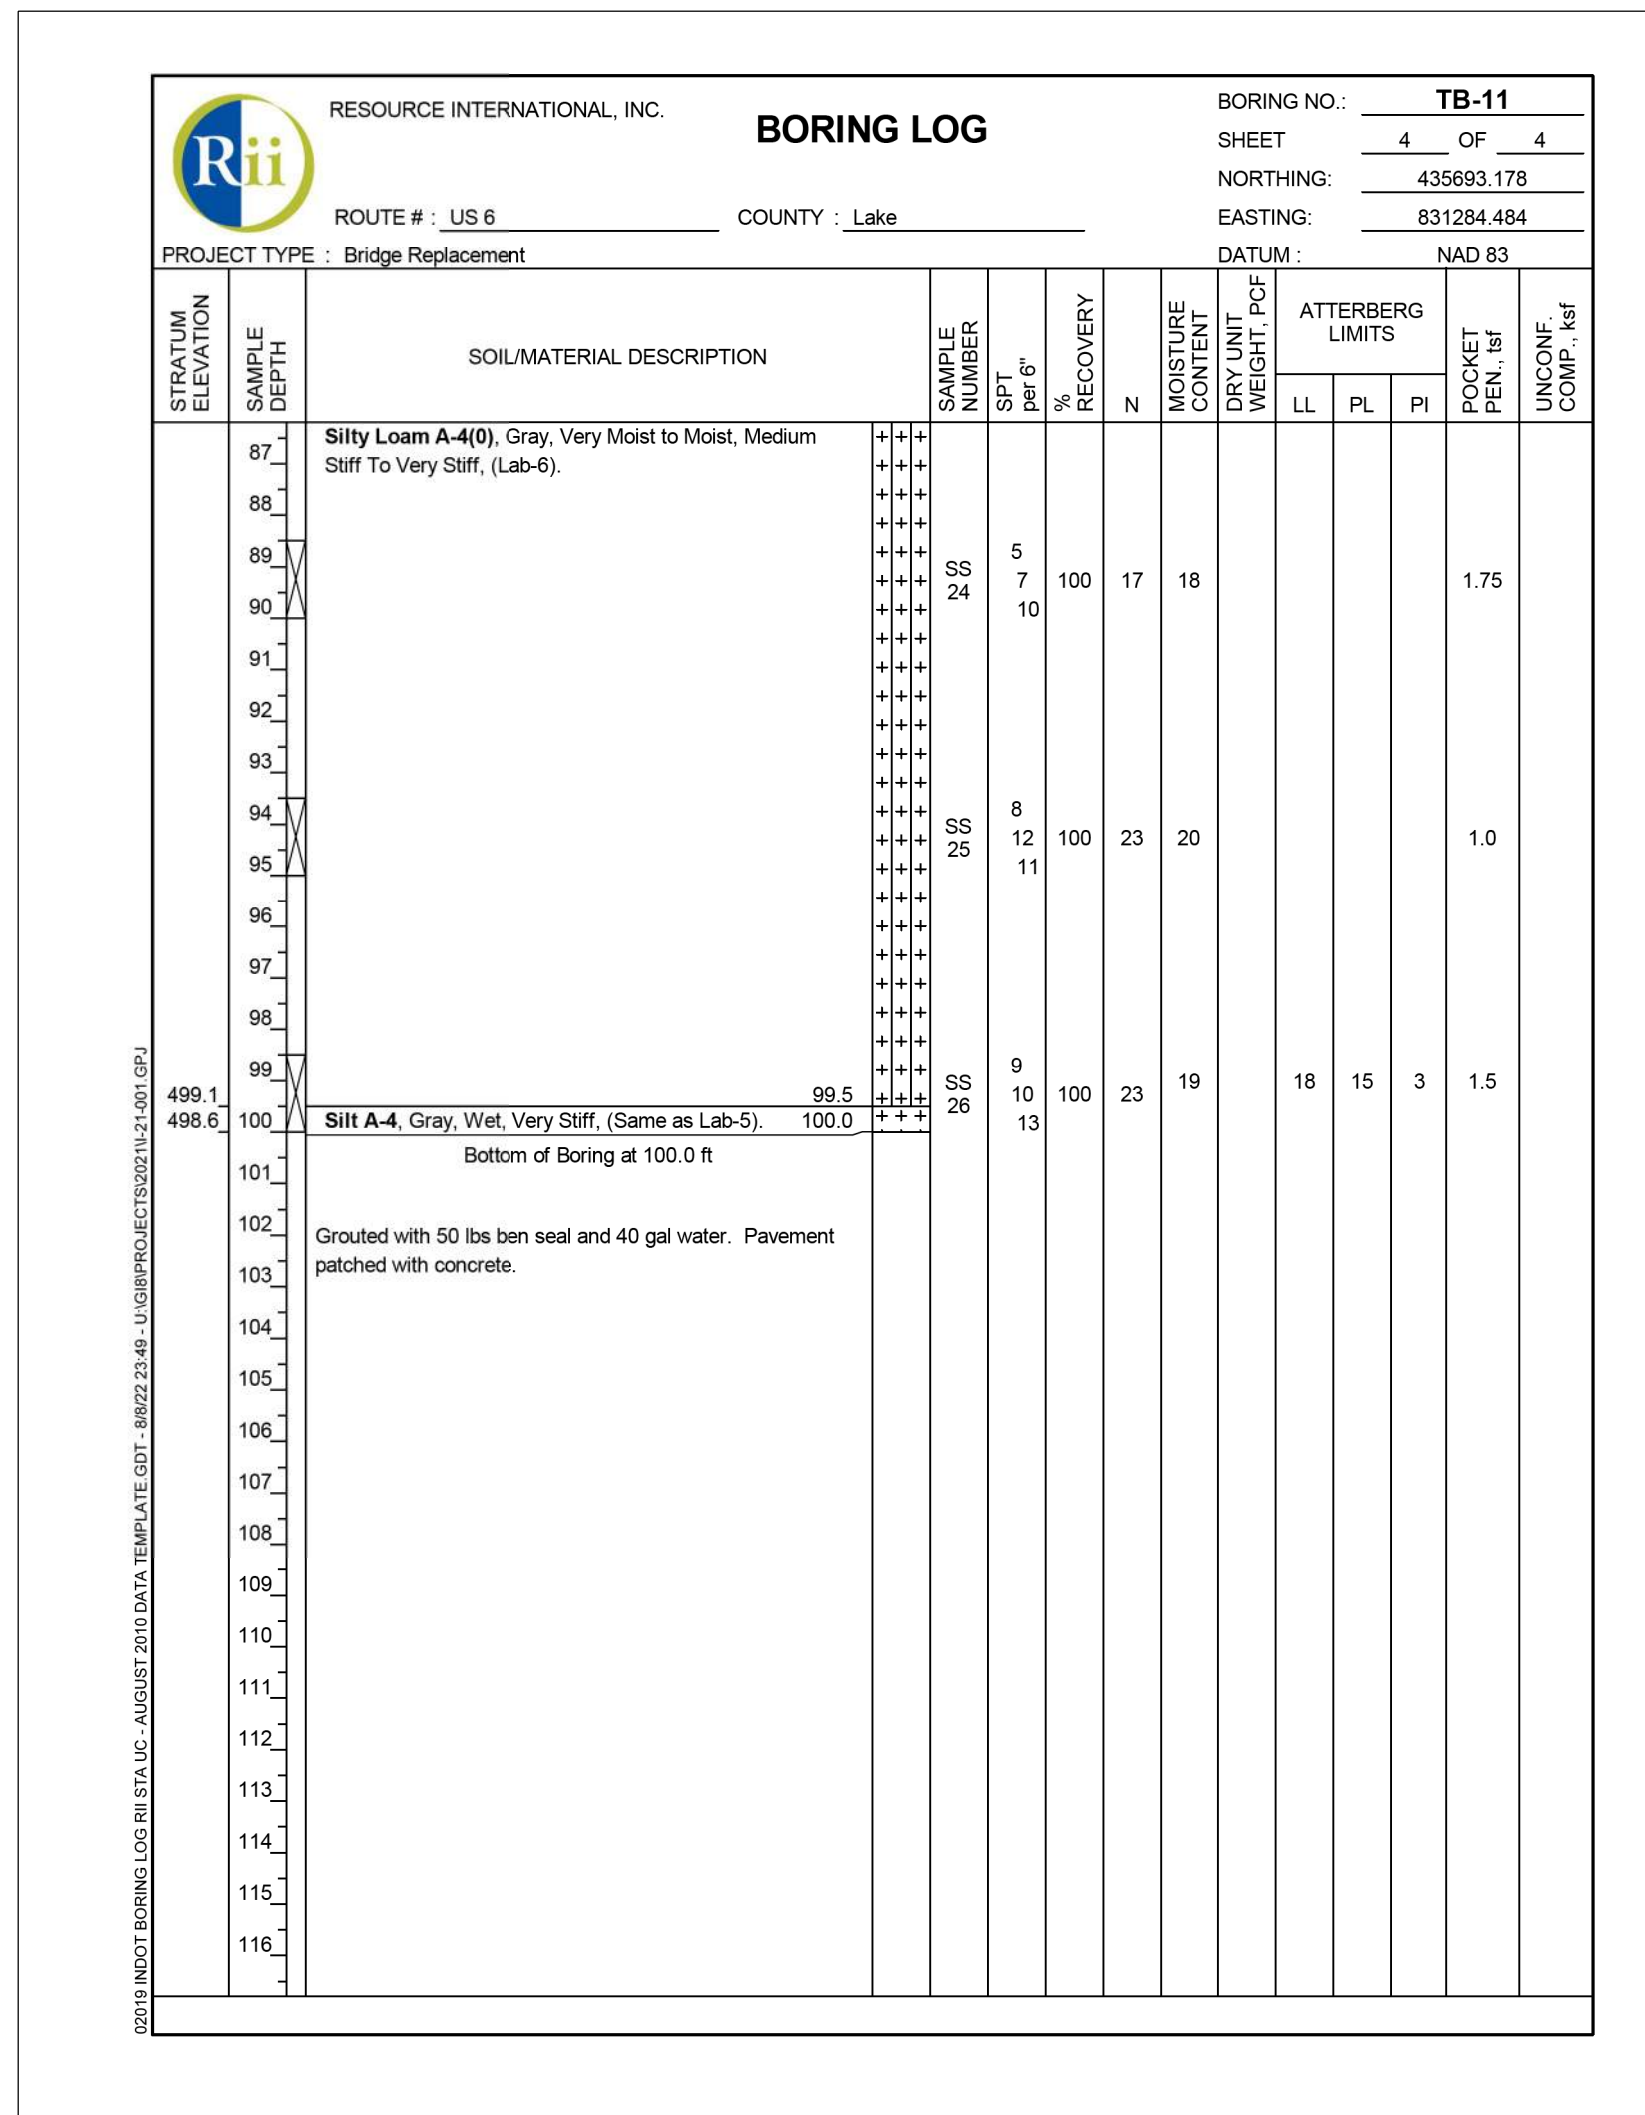 Rii
RESOURCE INTERNATIONAL, INC.
BORING LOG
BORING NO.: TB-11
SHEET 4 OF 4
NORTHING: 435693.178
ROUTE # : US 6 COUNTY : Lake EASTING: 831284.484
PROJECT TYPE : Bridge Replacement DATUM : NAD 83
STRATUM ELEVATION
SAMPLE DEPTH
SOIL/MATERIAL DESCRIPTION
SAMPLE NUMBER
SPT per 6"
% RECOVERY
N
MOISTURE CONTENT
DRY UNIT WEIGHT, PCF
ATTERBERG LIMITS
LL PL PI
POCKET PEN., tsf
UNCONF. COMP., ksf
Silty Loam A-4(0), Gray, Very Moist to Moist, Medium
87
Stiff To Very Stiff, (Lab-6).
88
89 5
SS 24 7 100 17 18 1.75
90 10
91
92
93
94 8
SS 25 12 100 23 20 1.0
95 11
96
97
98
99 9
499.1 99.5 SS 26 10 100 23 19 18 15 3 1.5
498.6 100 Silt A-4, Gray, Wet, Very Stiff, (Same as Lab-5). 100.0 13
Bottom of Boring at 100.0 ft
101
102
Grouted with 50 lbs ben seal and 40 gal water. Pavement
patched with concrete.
103
104
105
106
107
108
109
110
111
112
113
114
115
116
02019 INDOT BORING LOG RII STA UC - AUGUST 2010 DATA TEMPLATE.GDT - 8/8/22 23:49 - U:\GI8\PROJECTS\2021\I-21-001.GPJ